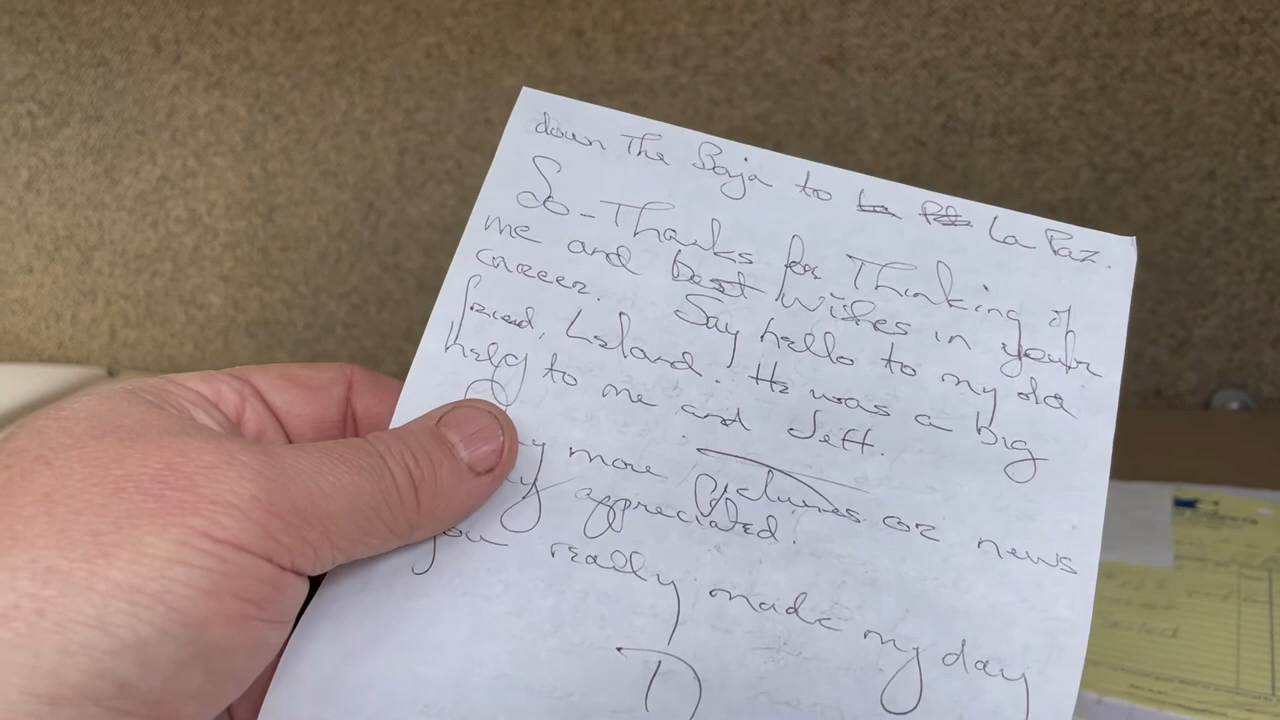 down The Baja to La Paz.
So - Thanks for Thinking of
me and best wishes in your
career. Say hello to my old
friend, Leland. He was a big
help to me and Jeff.
more pictures or news
appreciated.
you really made my day